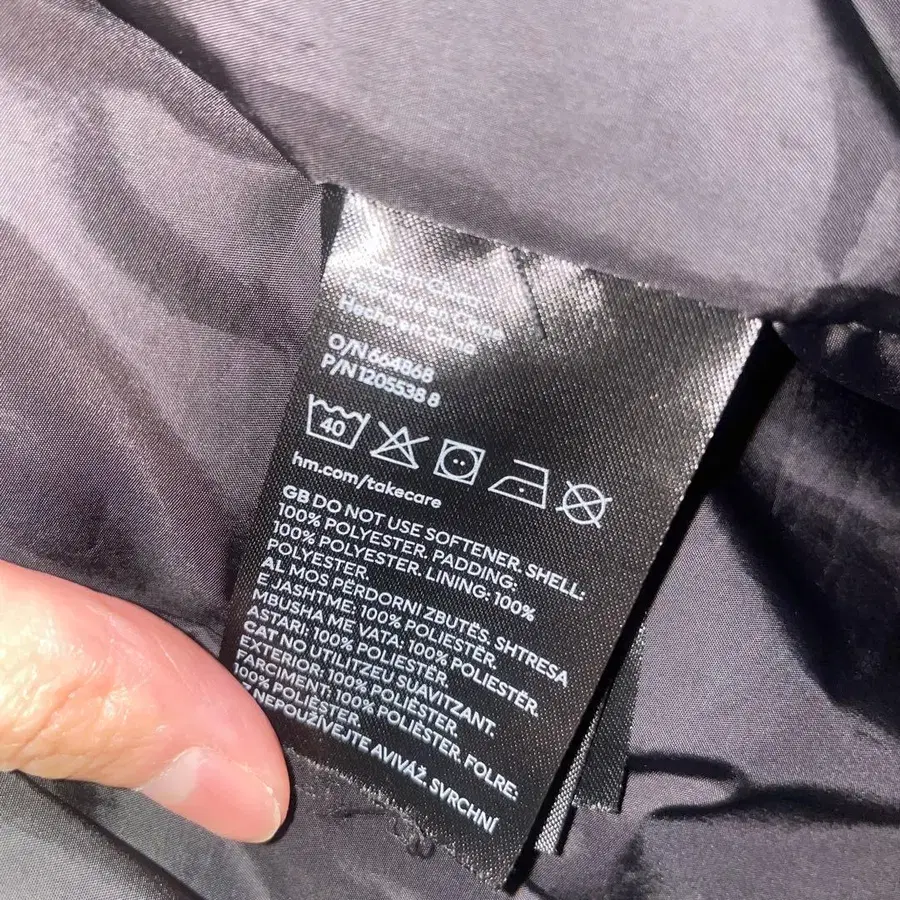 Made in China
Fabriqué en Chine
Hecho en China
O/N 664868
P/N 1205538 8
40
hm.com/takecare
GB DO NOT USE SOFTENER. SHELL:
100% POLYESTER. PADDING:
100% POLYESTER. LINING: 100%
POLYESTER.
AL MOS PËRDORNI ZBUTËS. SHTRESA
E JASHTME: 100% POLIESTËR.
MBUSHA ME VATA: 100% POLIESTËR.
ASTARI: 100% POLIESTËR.
CAT NO UTILITZEU SUAVITZANT.
EXTERIOR: 100% POLIÈSTER.
FARCIMENT: 100% POLIÈSTER. FOLRE:
100% POLIÈSTER.
NEPOUŽÍVEJTE AVIVÁŽ. SVRCHNÍ